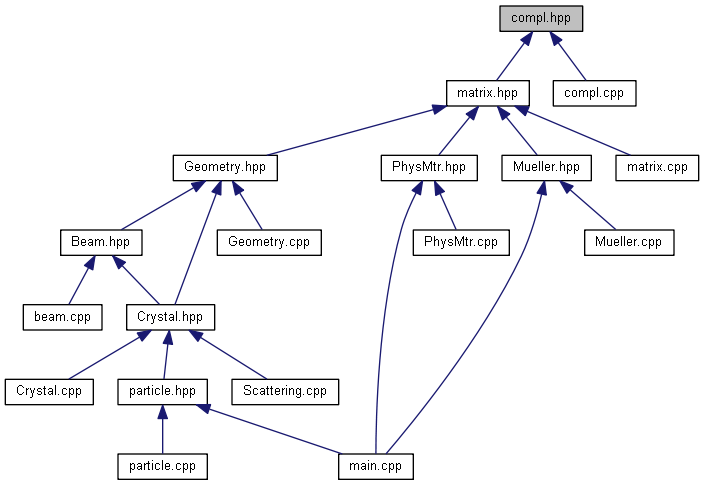 compl.hpp
matrix.hpp
compl.cpp
Geometry.hpp
PhysMtr.hpp
Mueller.hpp
matrix.cpp
Beam.hpp
Geometry.cpp
PhysMtr.cpp
Mueller.cpp
beam.cpp
Crystal.hpp
Crystal.cpp
particle.hpp
Scattering.cpp
particle.cpp
main.cpp